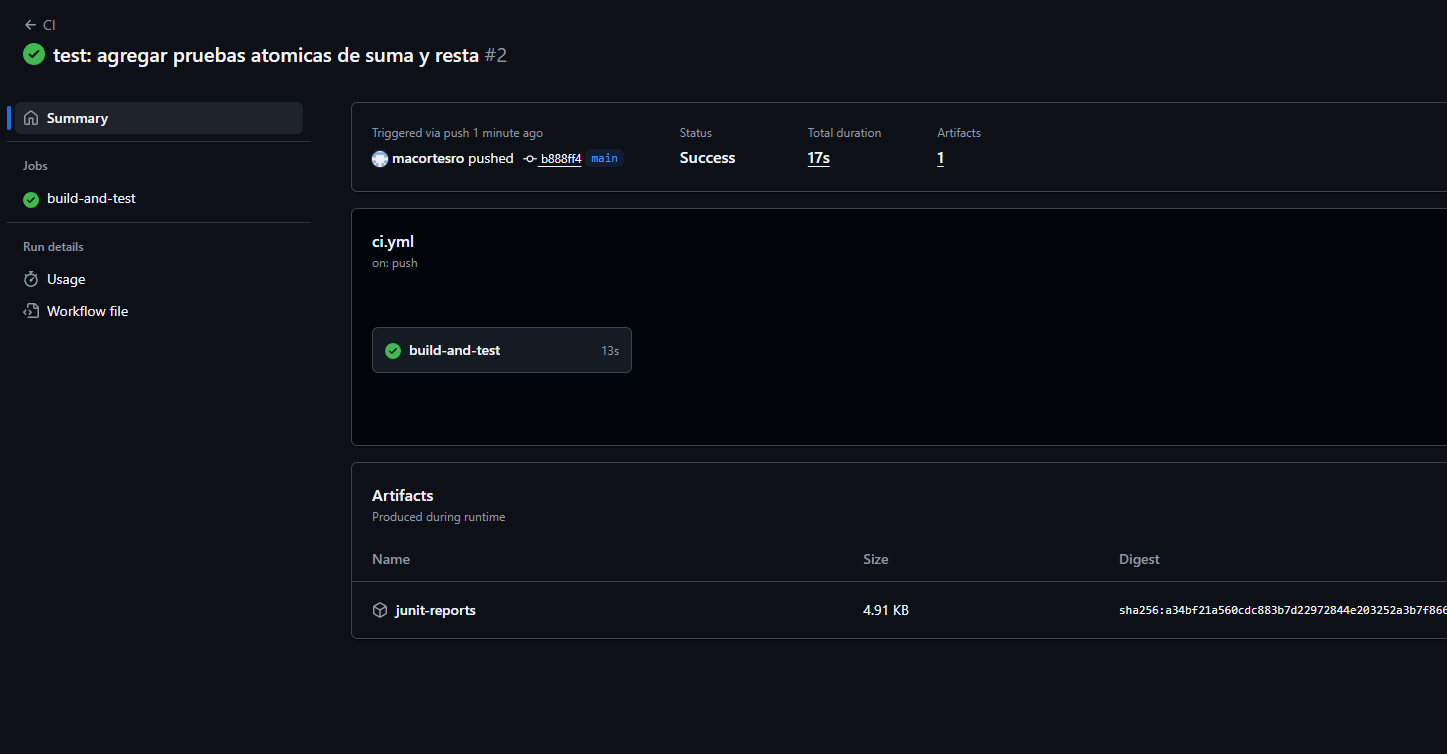 CI
test: agregar pruebas atomicas de suma y resta #2
Summary
Jobs
build-and-test
Run details
Usage
Workflow file
Triggered via push 1 minute ago
macortesro pushed b888ff4 main
Status
Success
Total duration
17s
Artifacts
1
ci.yml
on: push
build-and-test 13s
Artifacts
Produced during runtime
Name Size Digest
junit-reports 4.91 KB sha256:a34bf21a560cdc883b7d22972844e203252a3b7f866